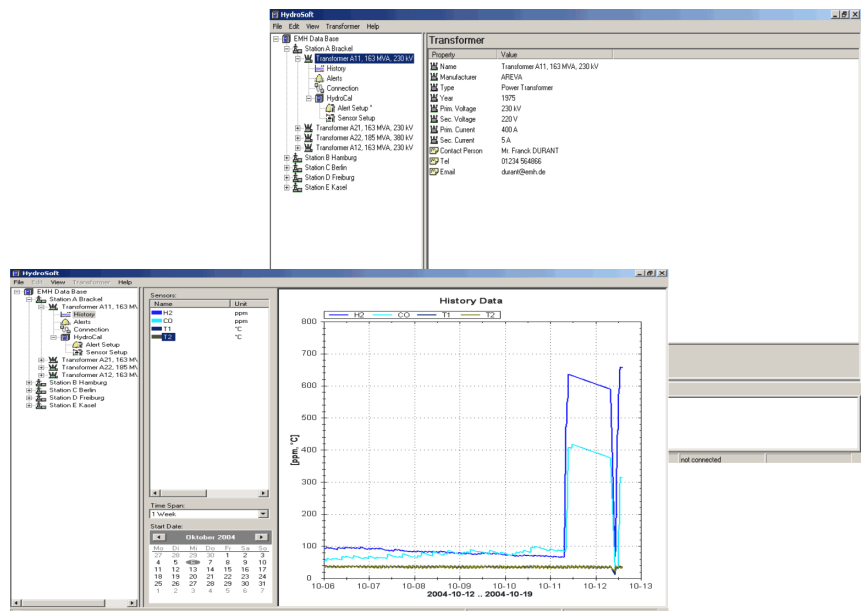 HydroSoft
File Edit View Transformer Help
EMH Data Base
Station A Brackel
Transformer A11, 163 MVA, 230 kV
History
Alerts
Connection
HydroCal
Alert Setup *
Sensor Setup
Transformer A21, 163 MVA, 230 kV
Transformer A22, 185 MVA, 380 kV
Transformer A12, 163 MVA, 230 kV
Station B Hamburg
Station C Berlin
Station D Freiburg
Station E Kasel
Transformer
Property Value
Name Transformer A11, 163 MVA, 230 kV
Manufacturer AREVA
Type Power Transformer
Year 1975
Prim. Voltage 230 kV
Sec. Voltage 220 V
Prim. Current 400 A
Sec. Current 5 A
Contact Person Mr. Franck DURANT
Tel 01234 564866
Email durant@emh.de
not connected
HydroSoft
File Edit View Transformer Help
EMH Data Base
Station A Brackel
Transformer A11, 163 M\
History
Alerts
Connection
HydroCal
Alert Setup
Sensor Setup
Transformer A21, 163 M\
Transformer A22, 185 M\
Transformer A12, 163 M\
Station B Hamburg
Station C Berlin
Station D Freiburg
Station E Kasel
Sensors:
Name Unit
H2 ppm
CO ppm
T1 °C
T2 °C
Time Span:
1 Week
Start Date:
Oktober 2004
Mo Di Mi Do Fr Sa So
27 28 29 30 1 2 3
4 5 6 7 8 9 10
11 12 13 14 15 16 17
18 19 20 21 22 23 24
25 26 27 28 29 30 31
1 2 3 4 5 6 7
History Data
H2 CO T1 T2
800
700
600
500
400
300
200
100
0
[ppm, °C]
10-06 10-07 10-08 10-09 10-10 10-11 10-12 10-13
2004-10-12 .. 2004-10-19